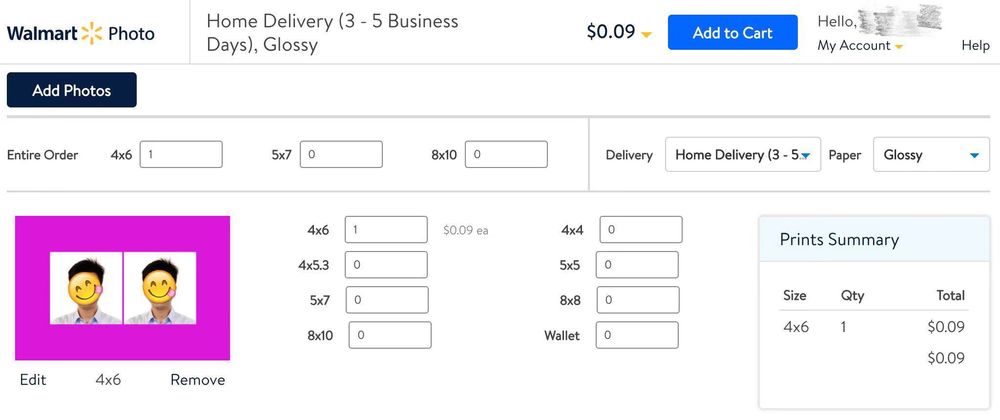 Walmart Photo
Home Delivery (3 - 5 Business
Days), Glossy
$0.09
Add to Cart
Hello,
My Account
Help
Add Photos
Entire Order 4x6 1 5x7 0 8x10 0 Delivery Home Delivery (3 - 5... Paper Glossy
4x6 1 $0.09 ea 4x4 0
4x5.3 0 5x5 0
5x7 0 8x8 0
8x10 0 Wallet 0
Edit 4x6 Remove
Prints Summary
Size Qty Total
4x6 1 $0.09
$0.09